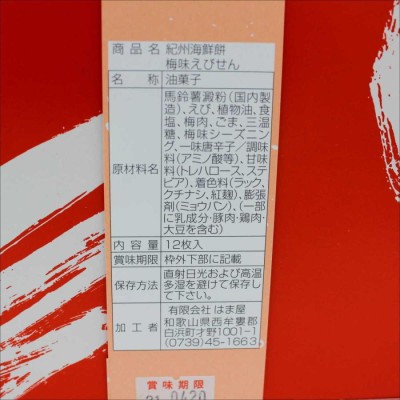 商品名 紀州海鮮餅
梅味えびせん
名称 油菓子
原材料名 馬鈴薯澱粉(国内製
造)、えび、植物油、食
塩、梅肉、ごま、三温
糖、梅味シーズニン
グ、一味唐辛子／調味
料(アミノ酸等)、甘味
料(トレハロース、ステ
ビア)、着色料(ラック、
クチナシ、紅麹)、膨張
剤(ミョウバン)、(一部
に乳成分・豚肉・鶏肉・
大豆を含む)
内容量 12枚入
賞味期限 枠外下部に記載
保存方法 直射日光および高温
多湿を避けて保存し
て下さい。
加工者 有限会社 はま屋
和歌山県西牟婁郡
白浜町才野1001-1
(0739)45-1663
賞味期限